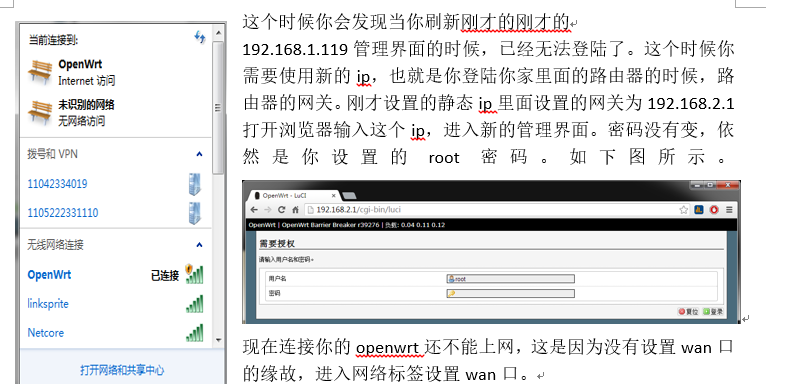 当前连接到:
OpenWrt
Internet 访问
未识别的网络
无网络访问
拨号和 VPN
11042334019
1105222331110
无线网络连接
OpenWrt 已连接
linksprite
Netcore
打开网络和共享中心
这个时候你会发现当你刷新刚才的刚才的
192.168.1.119 管理界面的时候，已经无法登陆了。这个时候你
需要使用新的 ip，也就是你登陆你家里面的路由器的时候，路
由器的网关。刚才设置的静态 ip 里面设置的网关为 192.168.2.1
打开浏览器输入这个 ip，进入新的管理界面。密码没有变，依
然是你设置的 root 密码。如下图所示。
OpenWrt - LuCI
192.168.2.1/cgi-bin/luci
OpenWrt | OpenWrt Barrier Breaker r39276 | 负载: 0.04 0.11 0.12
需要授权
请输入用户名和密码。
用户名 root
密码
复位 登录
现在连接你的 openwrt 还不能上网，这是因为没有设置 wan 口
的缘故，进入网络标签设置 wan 口。